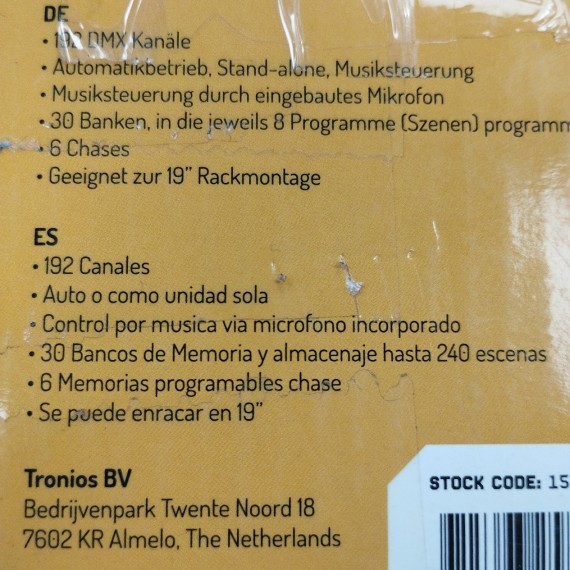 DE
• 192 DMX Kanäle
• Automatikbetrieb, Stand-alone, Musiksteuerung
• Musiksteuerung durch eingebautes Mikrofon
• 30 Banken, in die jeweils 8 Programme (Szenen) programm
• 6 Chases
• Geeignet zur 19" Rackmontage
ES
• 192 Canales
• Auto o como unidad sola
• Control por musica via microfono incorporado
• 30 Bancos de Memoria y almacenaje hasta 240 escenas
• 6 Memorias programables chase
• Se puede enracar en 19"
Tronios BV
Bedrijvenpark Twente Noord 18
7602 KR Almelo, The Netherlands
STOCK CODE: 15